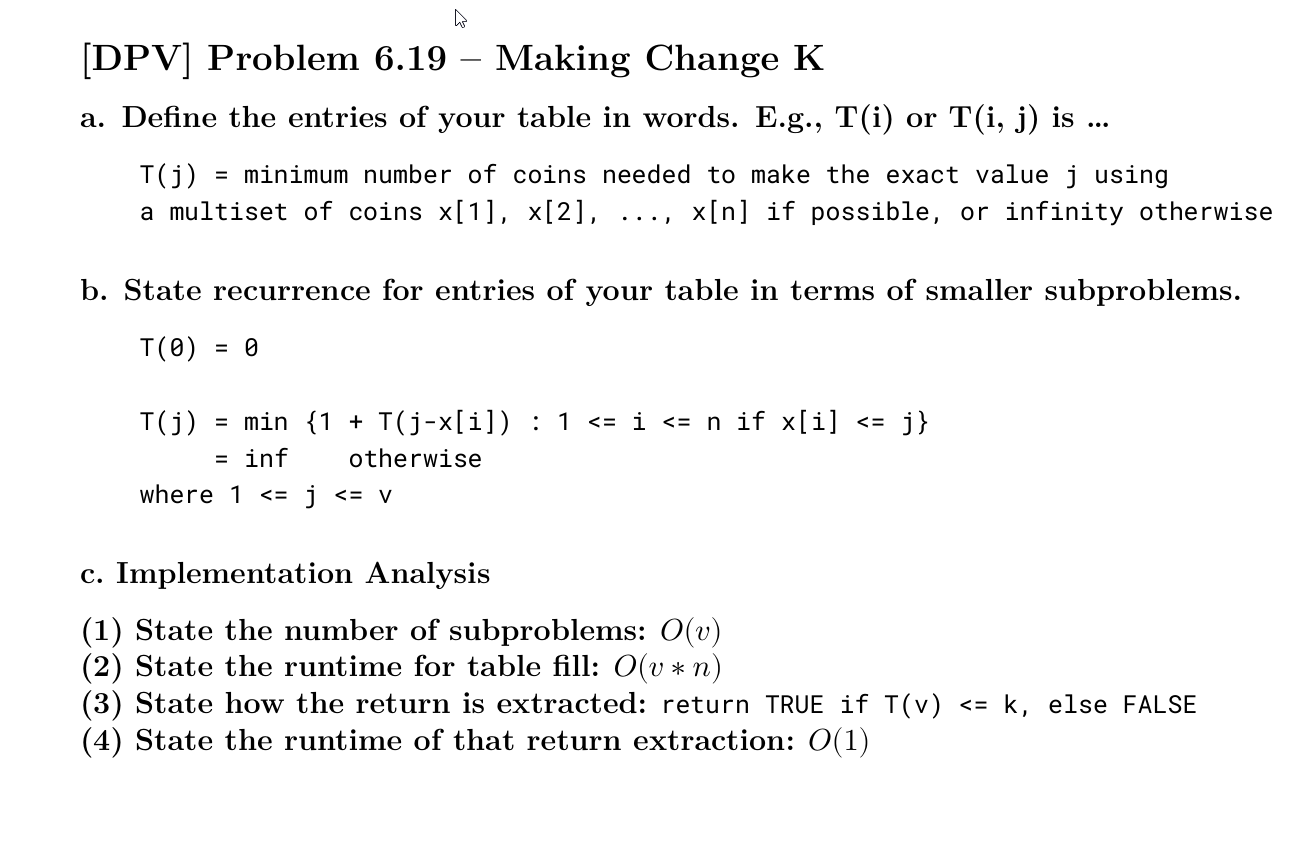 [DPV] Problem 6.19 – Making Change K
a. Define the entries of your table in words. E.g., T(i) or T(i, j) is ...
T(j) = minimum number of coins needed to make the exact value j using
a multiset of coins x[1], x[2], ..., x[n] if possible, or infinity otherwise
b. State recurrence for entries of your table in terms of smaller subproblems.
T(0) = 0
T(j) = min {1 + T(j-x[i]) : 1 <= i <= n if x[i] <= j}
= inf    otherwise
where 1 <= j <= v
c. Implementation Analysis
(1) State the number of subproblems: O(v)
(2) State the runtime for table fill: O(v ∗ n)
(3) State how the return is extracted: return TRUE if T(v) <= k, else FALSE
(4) State the runtime of that return extraction: O(1)